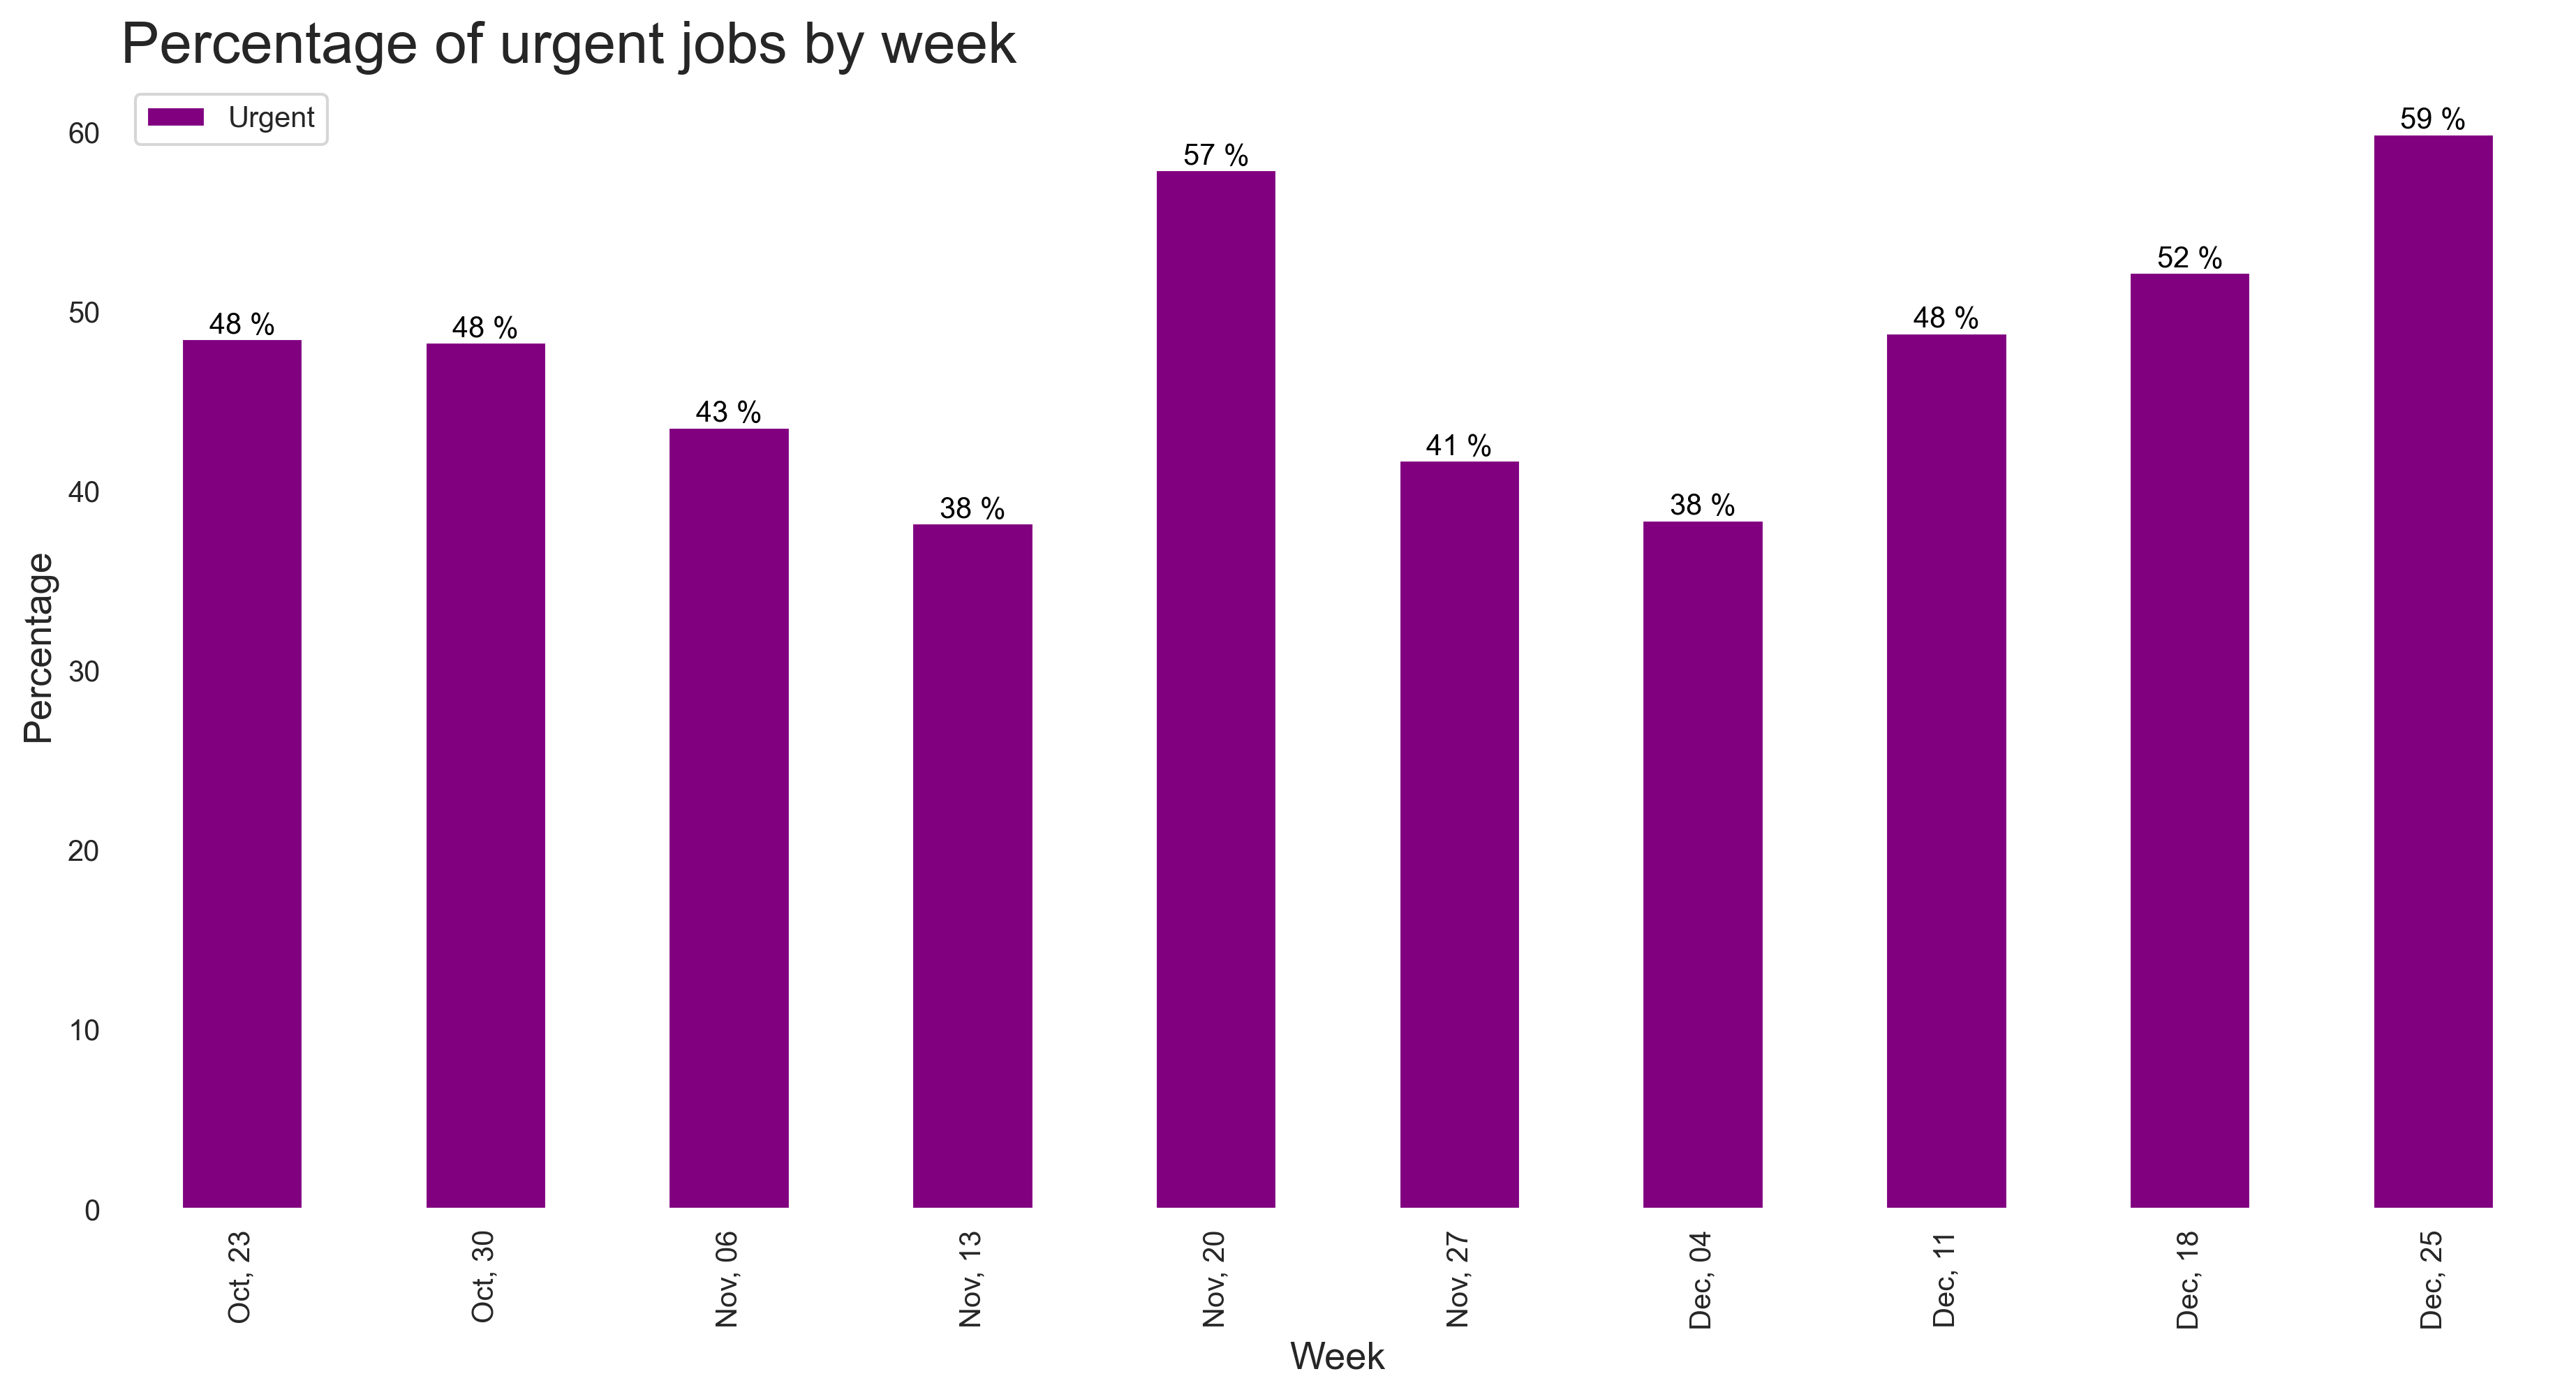 Percentage of urgent jobs by week
Urgent
Percentage
60
50
40
30
20
10
0
48 %
48 %
43 %
38 %
57 %
41 %
38 %
48 %
52 %
59 %
Oct, 23
Oct, 30
Nov, 06
Nov, 13
Nov, 20
Nov, 27
Dec, 04
Dec, 11
Dec, 18
Dec, 25
Week